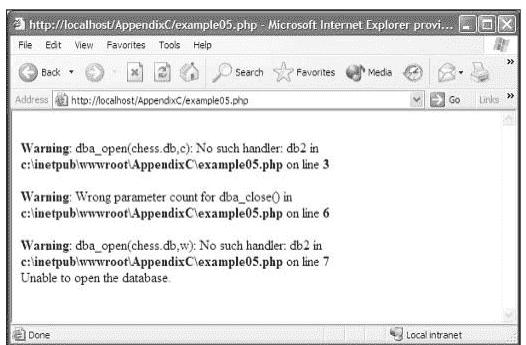 http://localhost/AppendixC/example05.php - Microsoft Internet Explorer provi...
File Edit View Favorites Tools Help
Back Search Favorites Media »
Address http://localhost/AppendixC/example05.php Go Links »
Warning: dba_open(chess.db,c): No such handler: db2 in
c:\inetpub\wwwroot\AppendixC\example05.php on line 3
Warning: Wrong parameter count for dba_close() in
c:\inetpub\wwwroot\AppendixC\example05.php on line 6
Warning: dba_open(chess.db,w): No such handler: db2 in
c:\inetpub\wwwroot\AppendixC\example05.php on line 7
Unable to open the database.
Done Local intranet